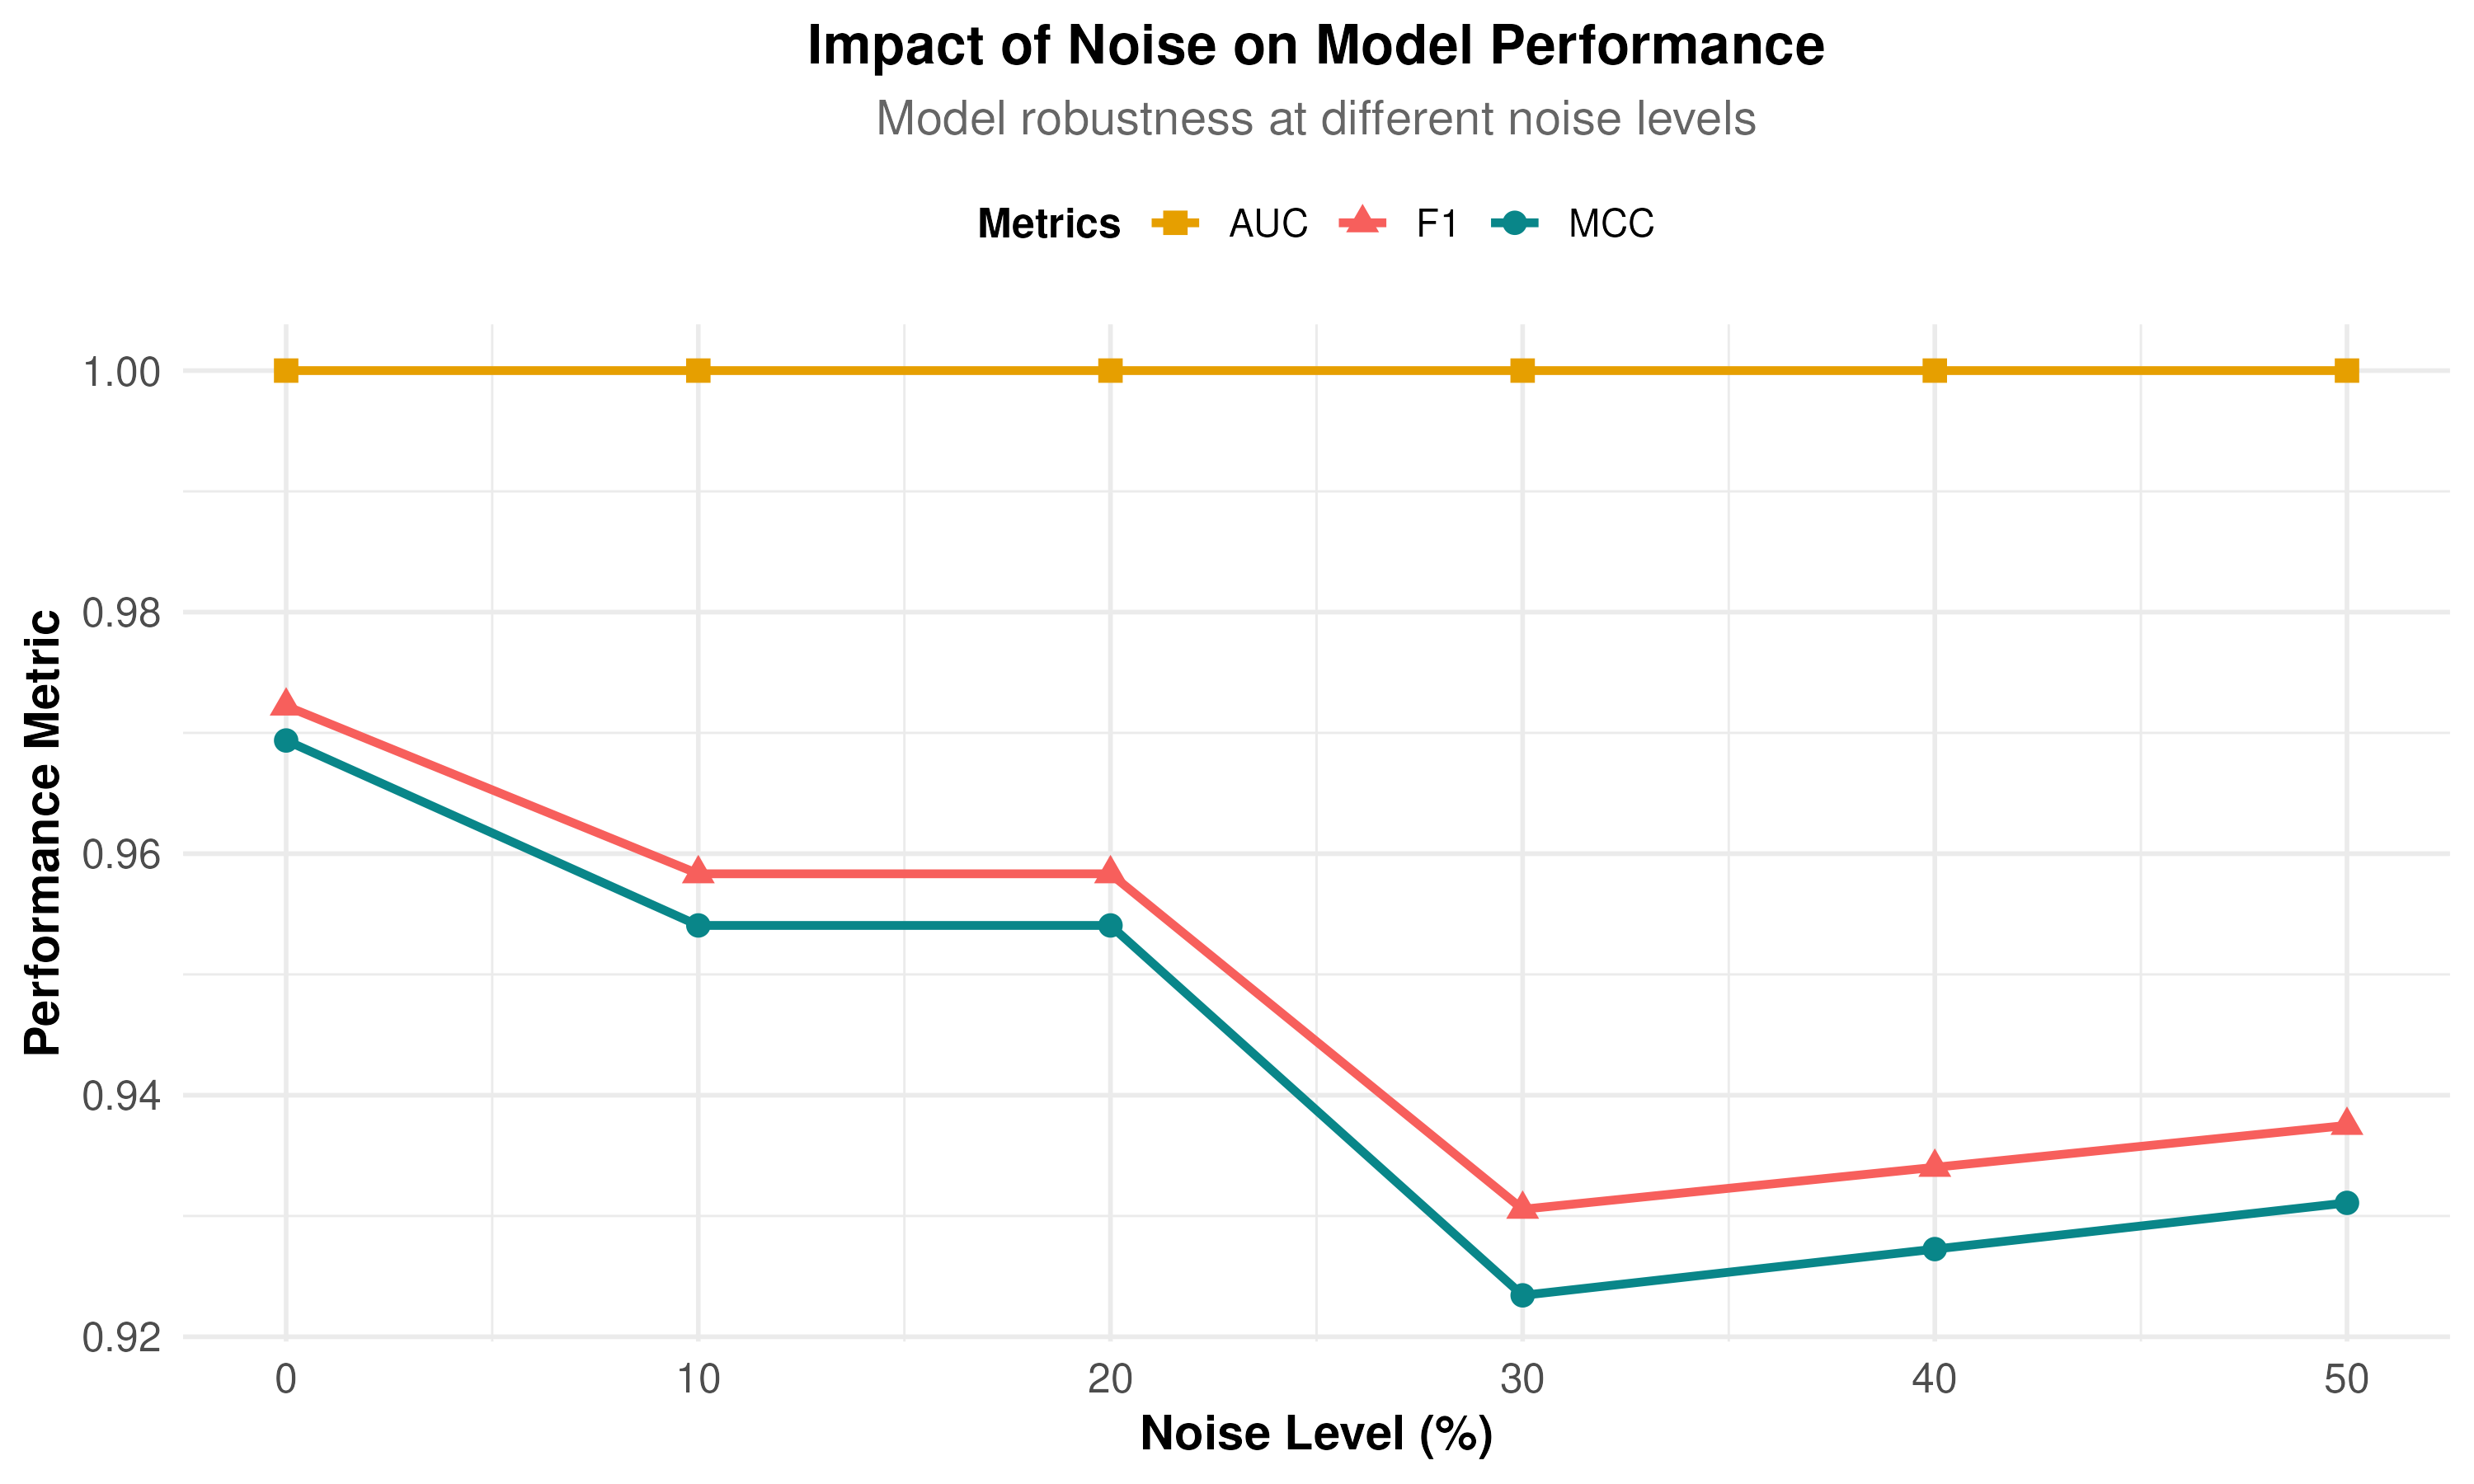 Impact of Noise on Model Performance
Model robustness at different noise levels
Metrics AUC F1 MCC
Performance Metric
1.00
0.98
0.96
0.94
0.92
0 10 20 30 40 50
Noise Level (%)